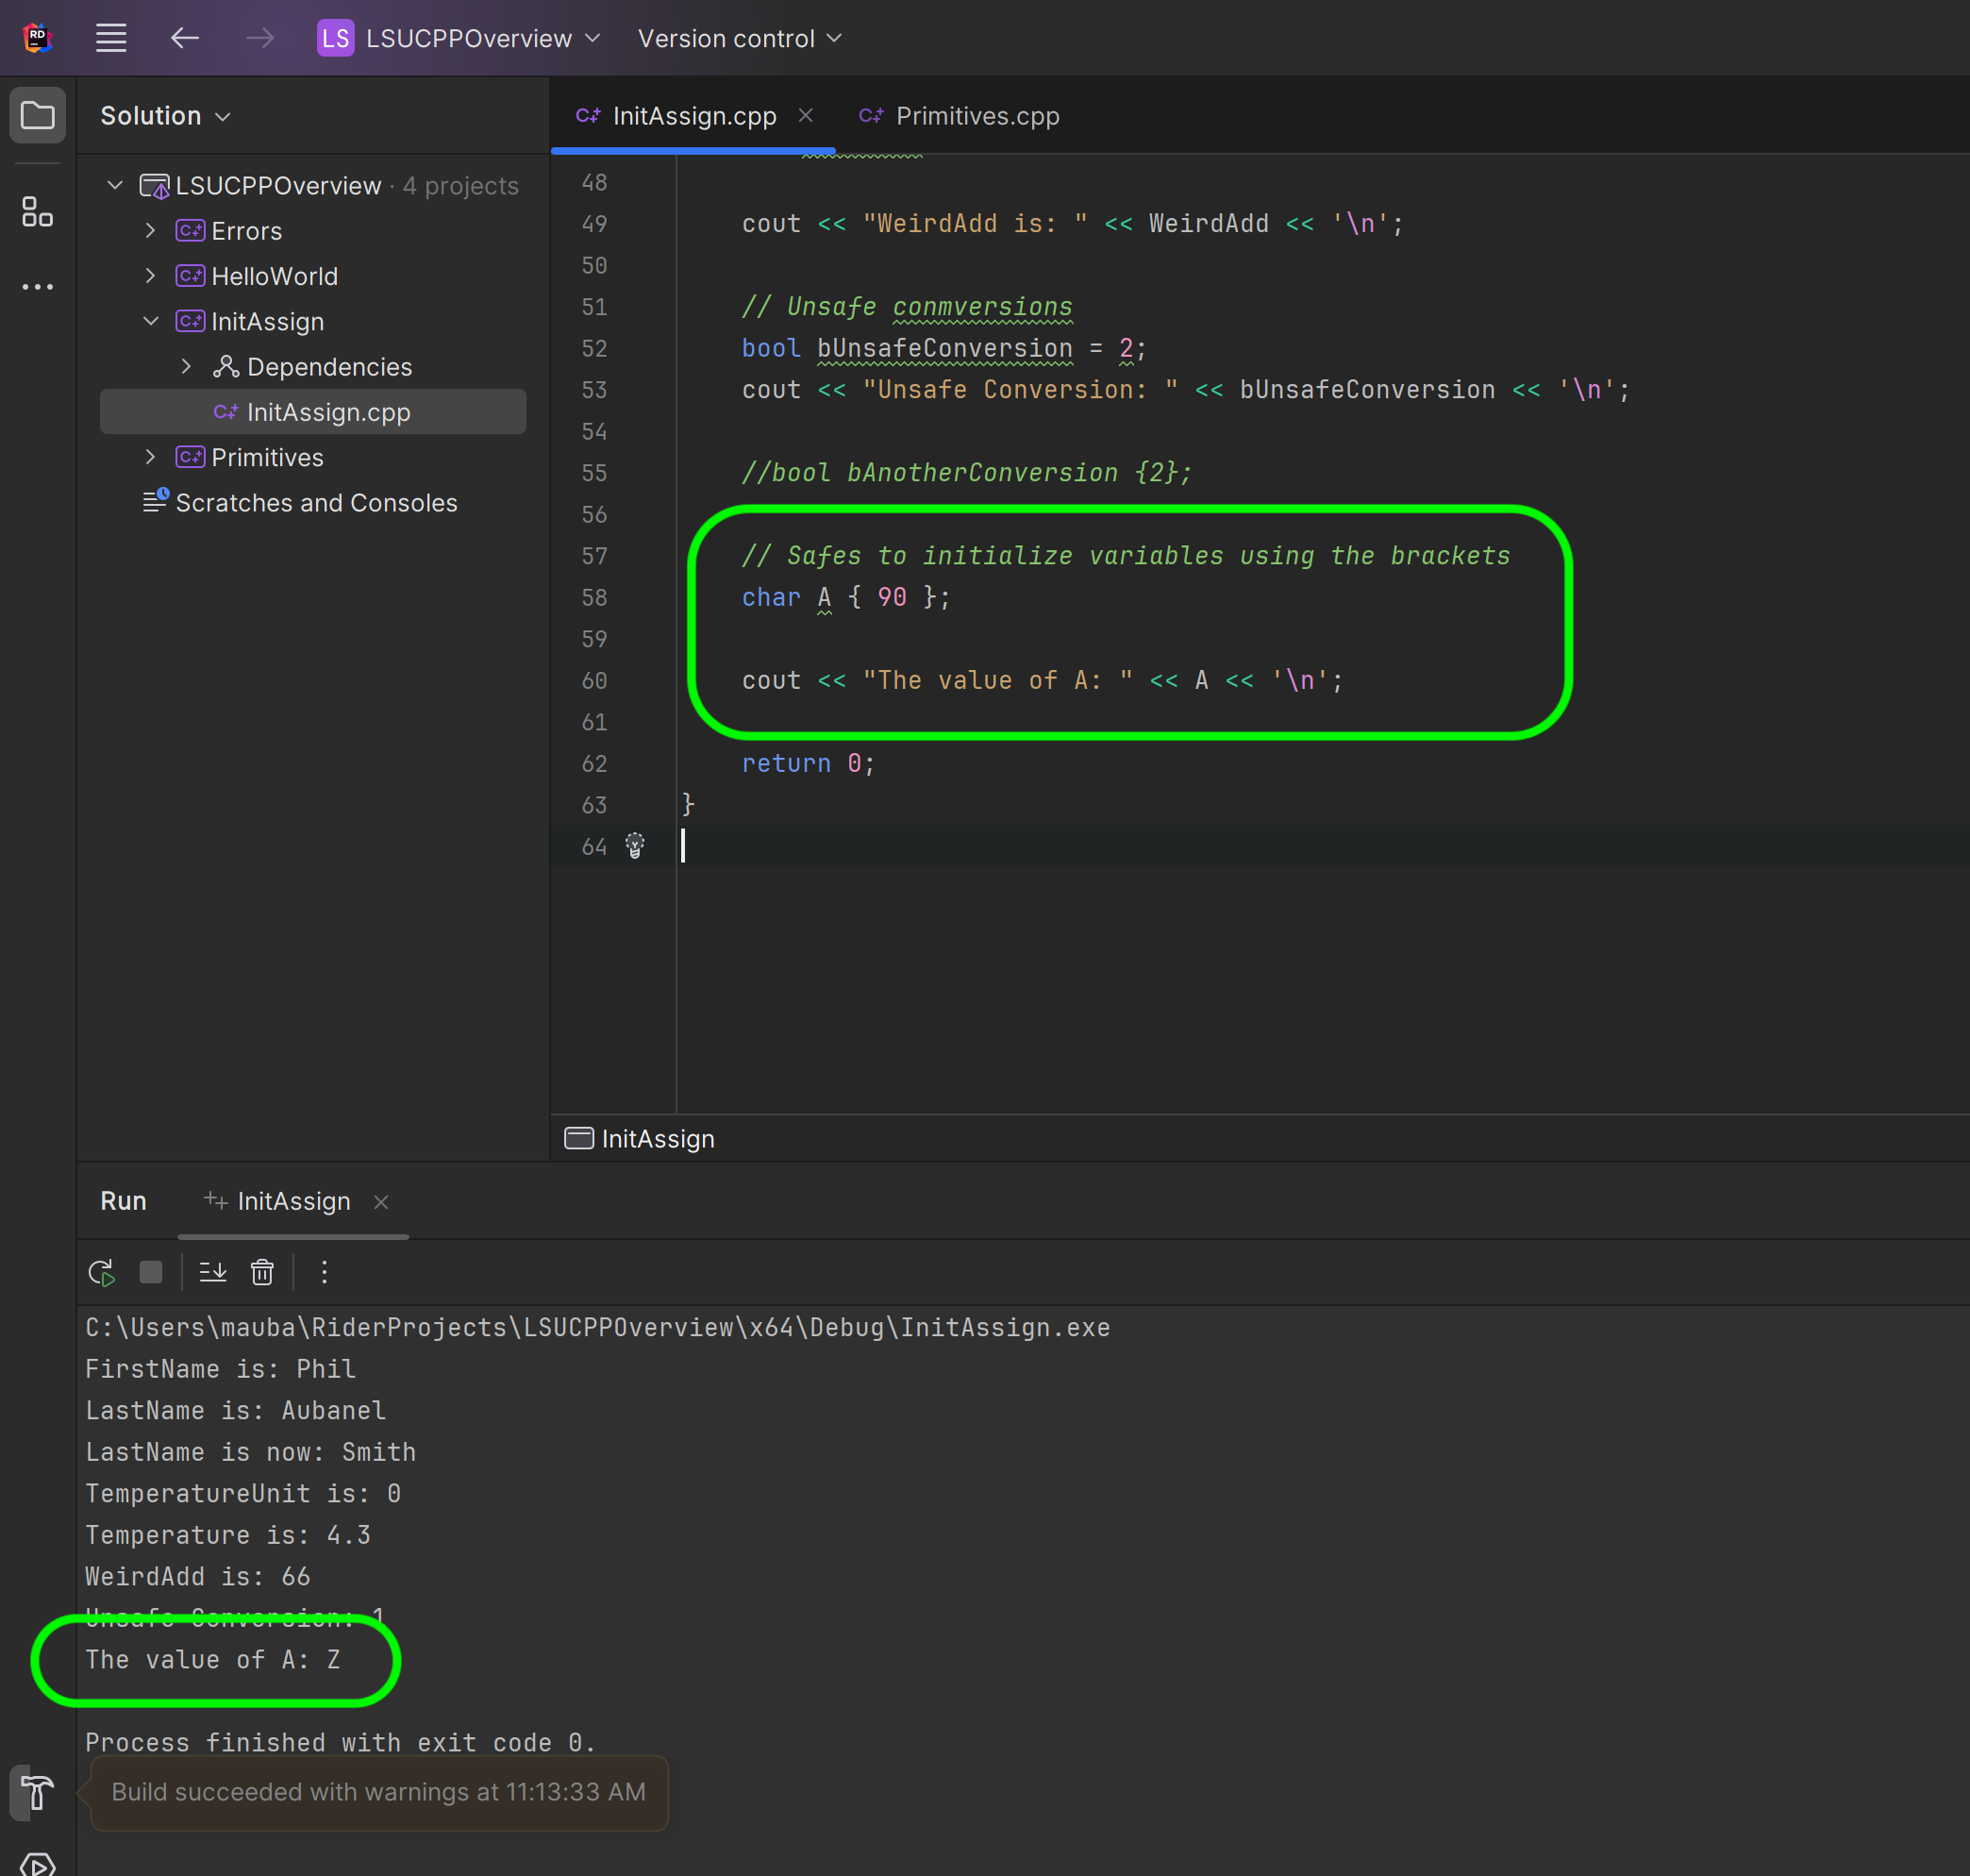 LS LSUCPPOverview Version control
Solution
InitAssign.cpp Primitives.cpp
LSUCPPOverview · 4 projects
Errors
HelloWorld
InitAssign
Dependencies
InitAssign.cpp
Primitives
Scratches and Consoles
48
49 cout << "WeirdAdd is: " << WeirdAdd << '\n';
50
51 // Unsafe conmversions
52 bool bUnsafeConversion = 2;
53 cout << "Unsafe Conversion: " << bUnsafeConversion << '\n';
54
55 //bool bAnotherConversion {2};
56
57 // Safes to initialize variables using the brackets
58 char A { 90 };
59
60 cout << "The value of A: " << A << '\n';
61
62 return 0;
63 }
64
InitAssign
Run InitAssign
C:\Users\mauba\RiderProjects\LSUCPPOverview\x64\Debug\InitAssign.exe
FirstName is: Phil
LastName is: Aubanel
LastName is now: Smith
TemperatureUnit is: 0
Temperature is: 4.3
WeirdAdd is: 66
Unsafe Conversion: 1
The value of A: Z
Process finished with exit code 0.
Build succeeded with warnings at 11:13:33 AM